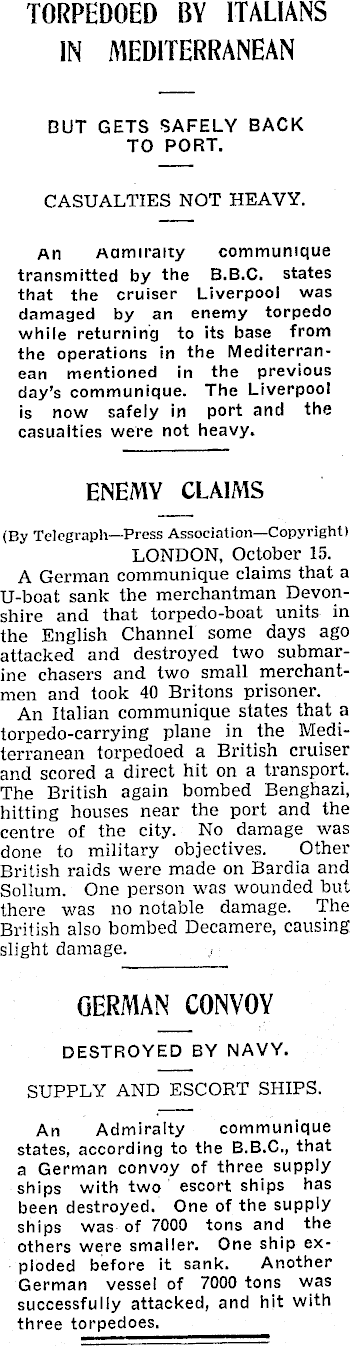 TORPEDOED BY ITALIANS
IN MEDITERRANEAN
BUT GETS SAFELY BACK
TO PORT.
CASUALTIES NOT HEAVY.
An Admiralty communique
transmitted by the B.B.C. states
that the cruiser Liverpool was
damaged by an enemy torpedo
while returning to its base from
the operations in the Mediterran-
ean mentioned in the previous
day's communique. The Liverpool
is now safely in port and the
casualties were not heavy.
ENEMY CLAIMS
(By Telegraph—Press Association—Copyright)
LONDON, October 15.
A German communique claims that a
U-boat sank the merchantman Devon-
shire and that torpedo-boat units in
the English Channel some days ago
attacked and destroyed two submar-
ine chasers and two small merchant-
men and took 40 Britons prisoner.
An Italian communique states that a
torpedo-carrying plane in the Medi-
terranean torpedoed a British cruiser
and scored a direct hit on a transport.
The British again bombed Benghazi,
hitting houses near the port and the
centre of the city. No damage was
done to military objectives. Other
British raids were made on Bardia and
Sollum. One person was wounded but
there was no notable damage. The
British also bombed Decamere, causing
slight damage.
GERMAN CONVOY
DESTROYED BY NAVY.
SUPPLY AND ESCORT SHIPS.
An Admiralty communique
states, according to the B.B.C., that
a German convoy of three supply
ships with two escort ships has
been destroyed. One of the supply
ships was of 7000 tons and the
others were smaller. One ship ex-
ploded before it sank. Another
German vessel of 7000 tons was
successfully attacked, and hit with
three torpedoes.